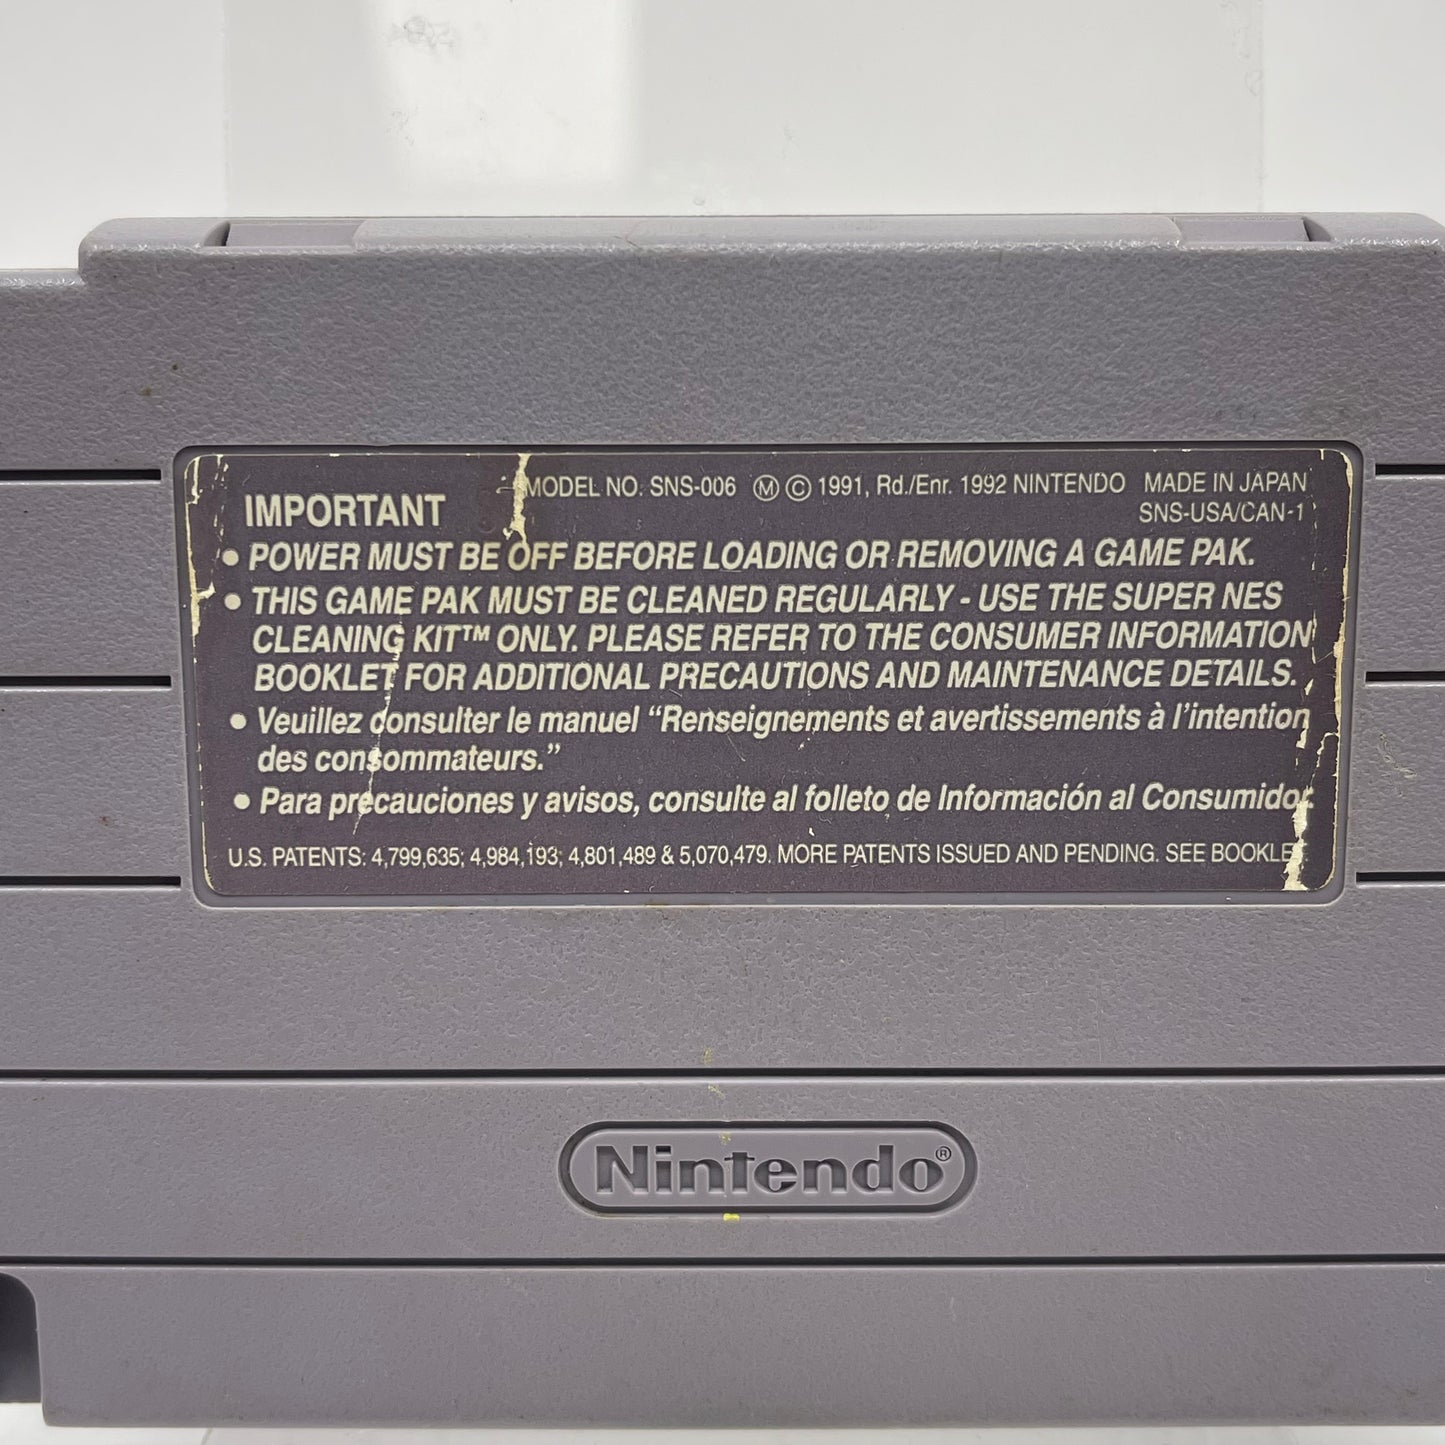 MODEL NO. SNS-006 Ⓜ © 1991, Rd./Enr. 1992 NINTENDO MADE IN JAPAN
IMPORTANT SNS-USA/CAN-1
• POWER MUST BE OFF BEFORE LOADING OR REMOVING A GAME PAK.
• THIS GAME PAK MUST BE CLEANED REGULARLY - USE THE SUPER NES
CLEANING KIT™ ONLY. PLEASE REFER TO THE CONSUMER INFORMATION
BOOKLET FOR ADDITIONAL PRECAUTIONS AND MAINTENANCE DETAILS.
• Veuillez consulter le manuel “Renseignements et avertissements à l’intention
des consommateurs.”
• Para precauciones y avisos, consulte al folleto de Información al Consumidor.
U.S. PATENTS: 4,799,635; 4,984,193; 4,801,489 & 5,070,479. MORE PATENTS ISSUED AND PENDING. SEE BOOKLET.
Nintendo®